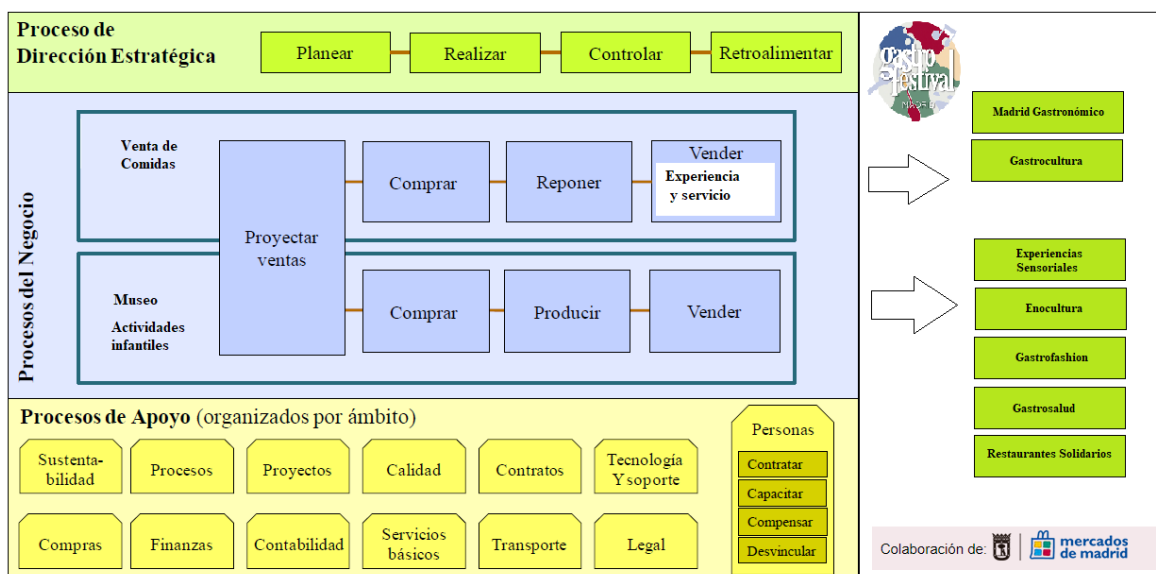 Proceso de
Dirección Estratégica
Planear
Realizar
Controlar
Retroalimentar
Procesos del Negocio
Venta de
Comidas
Proyectar
ventas
Comprar
Reponer
Vender
Experiencia
y servicio
Museo
Actividades
infantiles
Comprar
Producir
Vender
Procesos de Apoyo (organizados por ámbito)
Sustenta-
bilidad
Procesos
Proyectos
Calidad
Contratos
Tecnología
Y soporte
Compras
Finanzas
Contabilidad
Servicios
básicos
Transporte
Legal
Personas
Contratar
Capacitar
Compensar
Desvincular
gastro
festival
Madrid Gastronómico
Gastrocultura
Experiencias
Sensoriales
Enocultura
Gastrofashion
Gastrosalud
Restaurantes Solidarios
Colaboración de:
mercados
de madrid